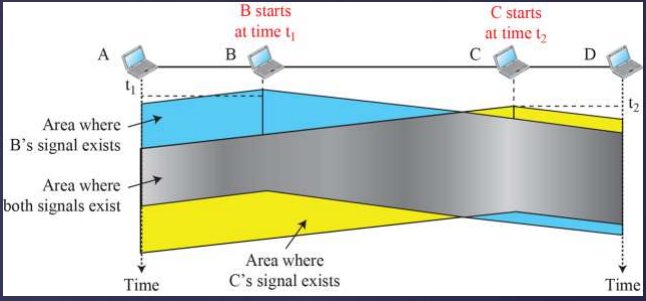 B starts
at time t₁
C starts
at time t₂
A
B
C
D
t₁
t₂
Area where
B's signal exists
Area where
both signals exist
Area where
C's signal exists
Time
Time